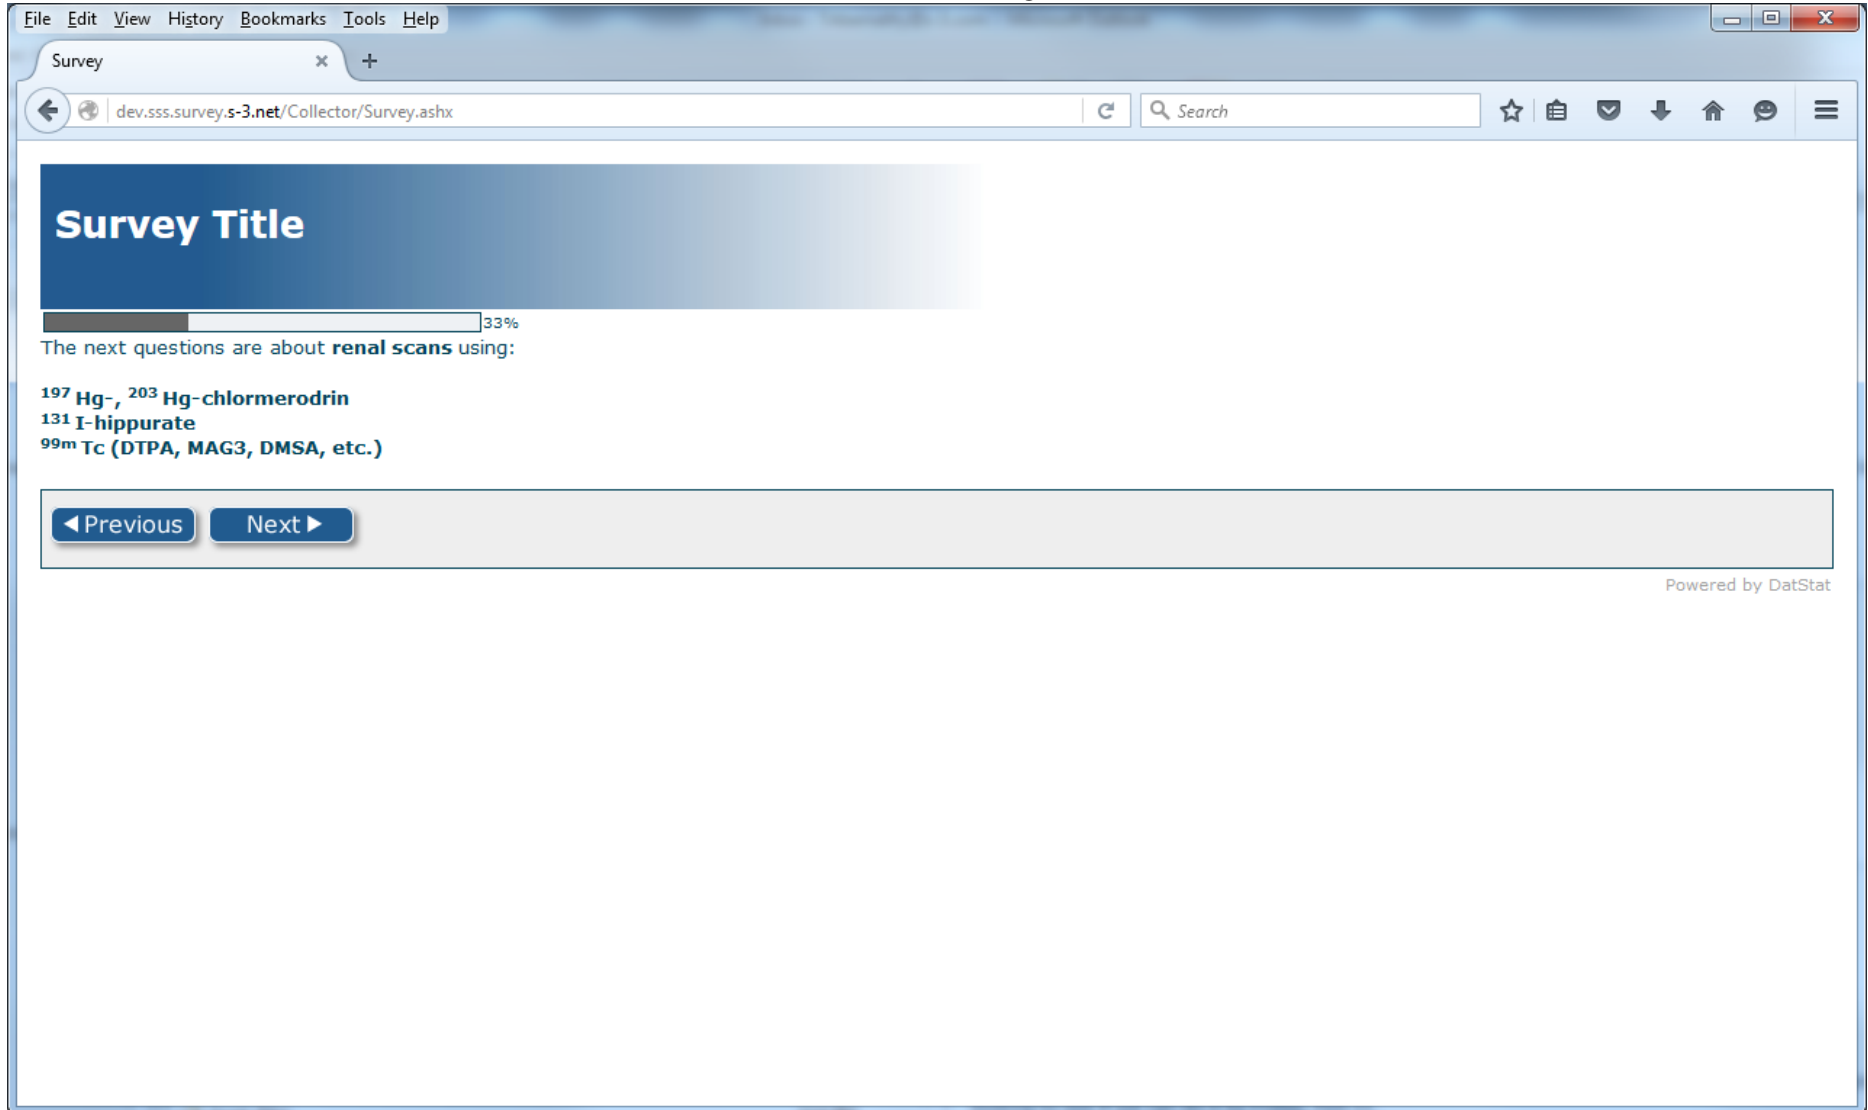 File Edit View History Bookmarks Tools Help
Survey
dev.sss.survey.s-3.net/Collector/Survey.ashx
Search
Survey Title
33%
The next questions are about renal scans using:
197 Hg-, 203 Hg-chlormerodrin
131 I-hippurate
99m Tc (DTPA, MAG3, DMSA, etc.)
Previous Next
Powered by DatStat